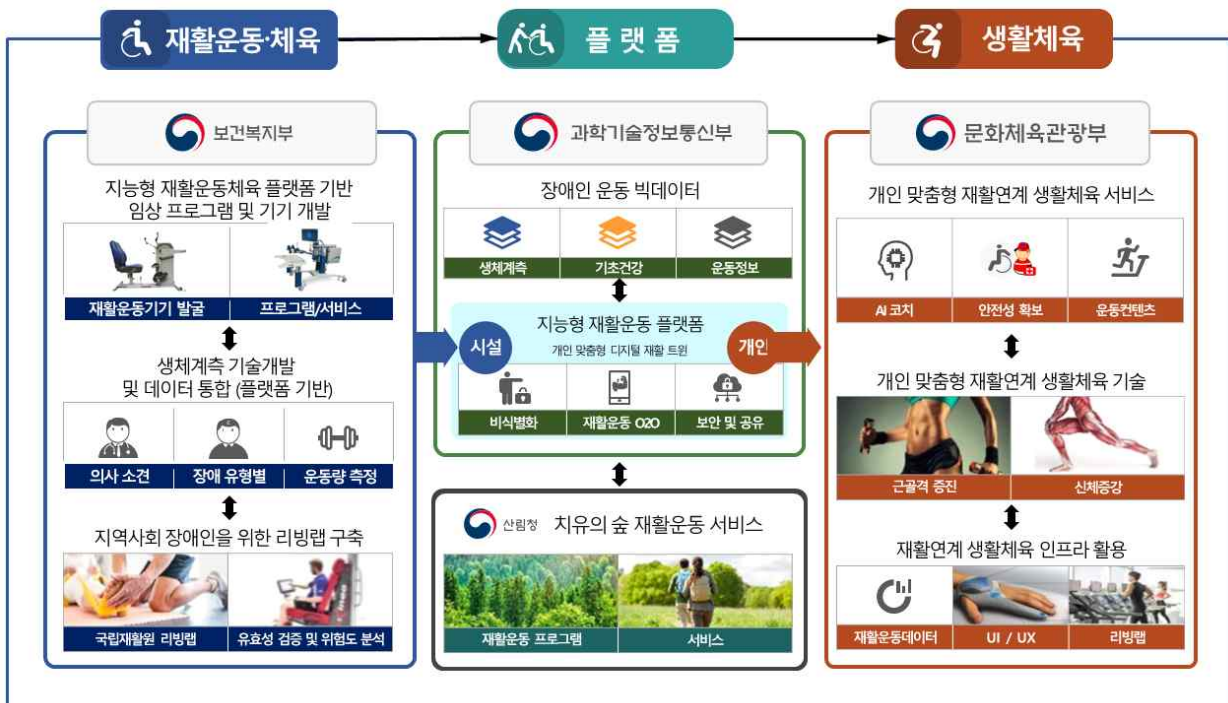 재활운동·체육
플랫폼
생활체육
보건복지부
지능형 재활운동체육 플랫폼 기반
임상 프로그램 및 기기 개발
재활운동기기 발굴
프로그램/서비스
생체계측 기술개발
및 데이터 통합 (플랫폼 기반)
의사 소견
장애 유형별
운동량 측정
지역사회 장애인을 위한 리빙랩 구축
국립재활원 리빙랩
유효성 검증 및 위험도 분석
과학기술정보통신부
장애인 운동 빅데이터
생체계측
기초건강
운동정보
지능형 재활운동 플랫폼
시설
개인 맞춤형 디지털 재활 트윈
개인
비식별화
재활운동 O2O
보안 및 공유
산림청
치유의 숲 재활운동 서비스
재활운동 프로그램
서비스
문화체육관광부
개인 맞춤형 재활연계 생활체육 서비스
AI 코치
안전성 확보
운동컨텐츠
개인 맞춤형 재활연계 생활체육 기술
근골격 증진
신체증강
재활연계 생활체육 인프라 활용
재활운동데이터
UI / UX
리빙랩